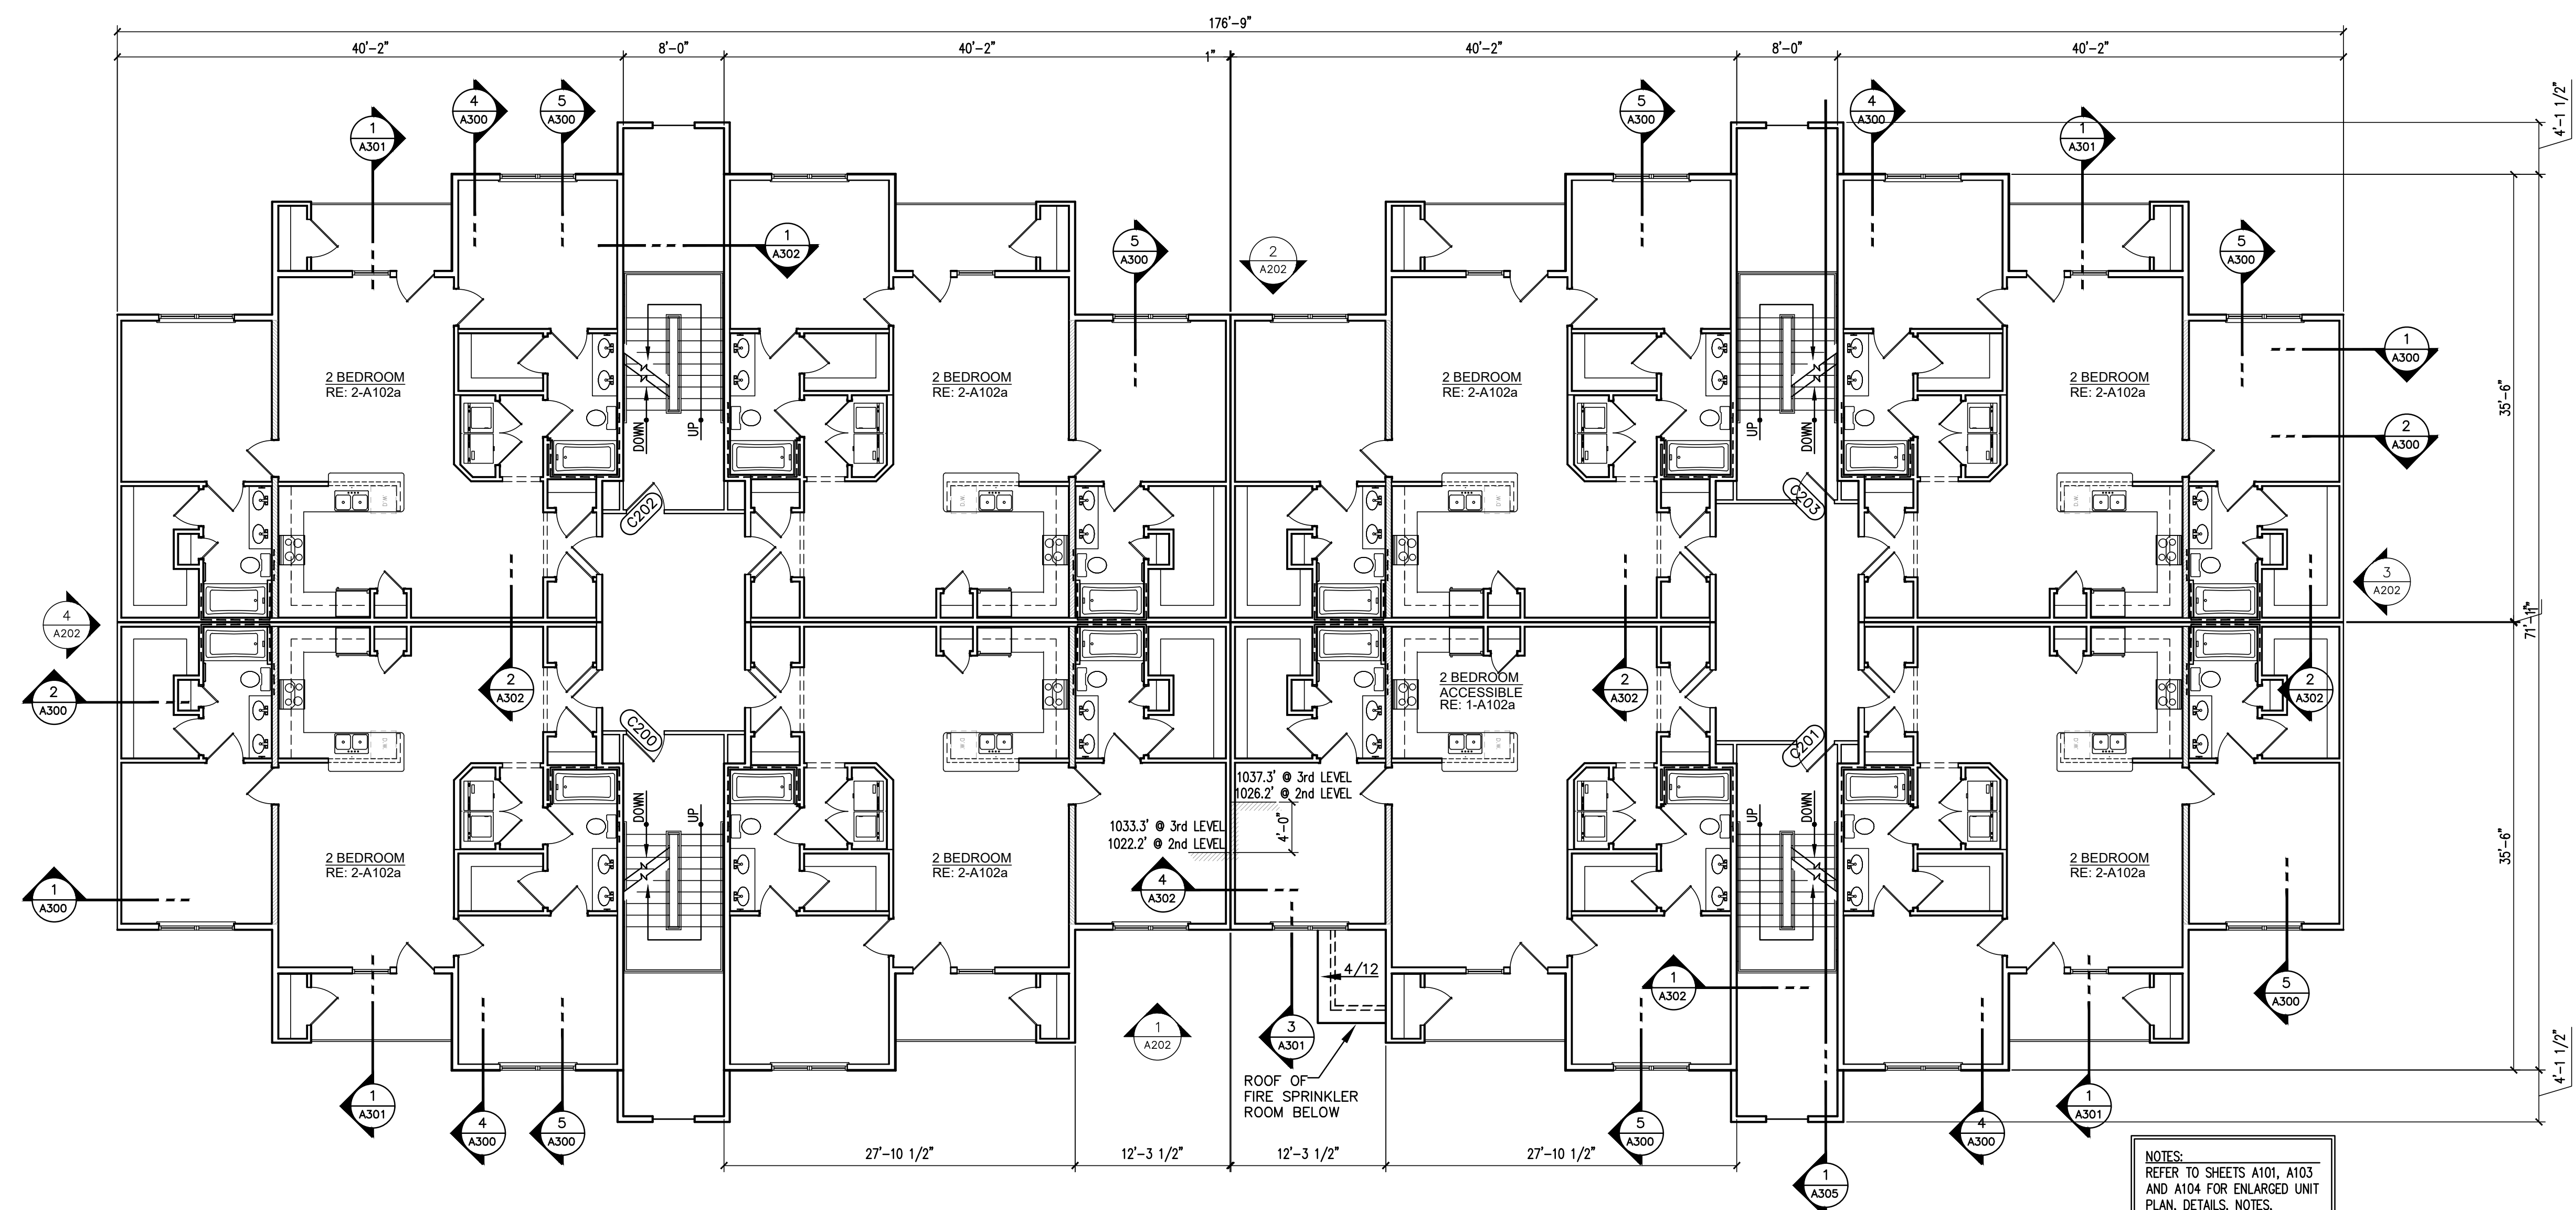 176'-9"
40'-2"
8'-0"
40'-2"
1"
40'-2"
8'-0"
40'-2"
4'-1 1/2"
4
A300
5
A300
5
A300
4
A300
1
A301
1
A301
1
A302
5
A300
2
A202
5
A300
1
A300
2 BEDROOM
RE: 2-A102a
2 BEDROOM
RE: 2-A102a
2 BEDROOM
RE: 2-A102a
2 BEDROOM
RE: 2-A102a
35'-6"
2
A300
DOWN
UP
UP
DOWN
D.W.
D.W.
D.W.
D.W.
C202
C203
3
A202
4
A202
71'-11"
2
A300
2
A302
2 BEDROOM
ACCESSIBLE
RE: 1-A102a
2
A302
2
A302
C200
C201
D.W.
D.W.
D.W.
D.W.
1037.3' @ 3rd LEVEL
1026.2' @ 2nd LEVEL
1033.3' @ 3rd LEVEL
1022.2' @ 2nd LEVEL
4'-0"
DOWN
UP
UP
DOWN
2 BEDROOM
RE: 2-A102a
2 BEDROOM
RE: 2-A102a
2 BEDROOM
RE: 2-A102a
35'-6"
1
A300
4
A302
4/12
1
A302
5
A300
1
A202
3
A301
ROOF OF
FIRE SPRINKLER
ROOM BELOW
1
A301
4
A300
5
A300
5
A300
4
A300
1
A301
4'-1 1/2"
27'-10 1/2"
12'-3 1/2"
12'-3 1/2"
27'-10 1/2"
1
A305
NOTES:
REFER TO SHEETS A101, A103
AND A104 FOR ENLARGED UNIT
PLAN, DETAILS, NOTES,